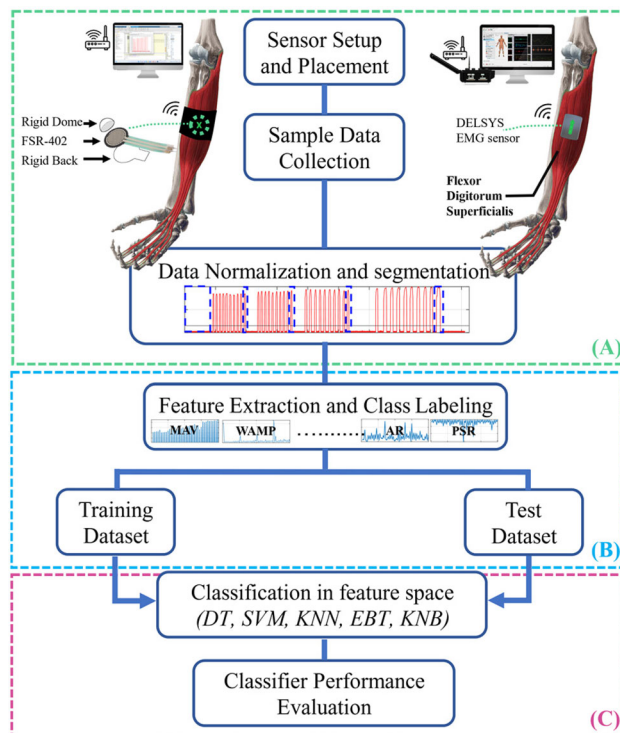 Sensor Setup
and Placement
Rigid Dome
FSR-402
Rigid Back
Sample Data
Collection
DELSYS
EMG sensor
Flexor
Digitorum
Superficialis
Data Normalization and segmentation
(A)
Feature Extraction and Class Labeling
MAV WAMP ............ AR PSR
Training
Dataset
Test
Dataset
(B)
Classification in feature space
(DT, SVM, KNN, EBT, KNB)
Classifier Performance
Evaluation
(C)